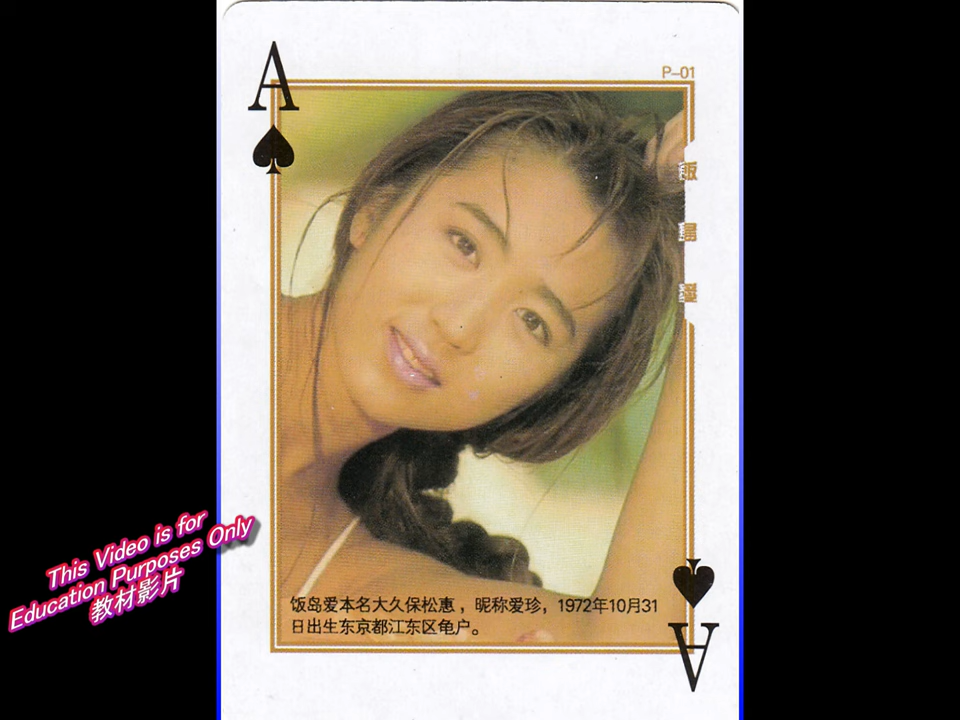 A
P-01
饭
島
愛
This Video is for
Education Purposes Only
教材影片
饭岛爱本名大久保松惠，昵称爱珍，1972年10月31
日出生东京都江东区龟户。
A